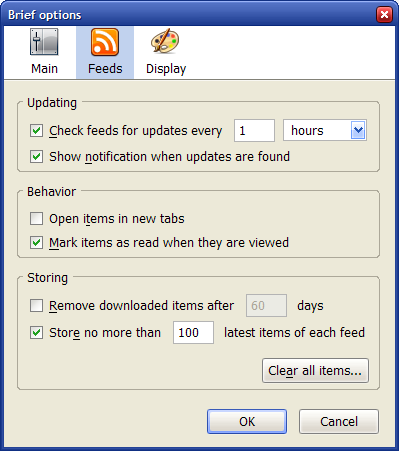 Brief options
Main Feeds Display
Updating
Check feeds for updates every 1 hours
Show notification when updates are found
Behavior
Open items in new tabs
Mark items as read when they are viewed
Storing
Remove downloaded items after 60 days
Store no more than 100 latest items of each feed
Clear all items...
OK Cancel